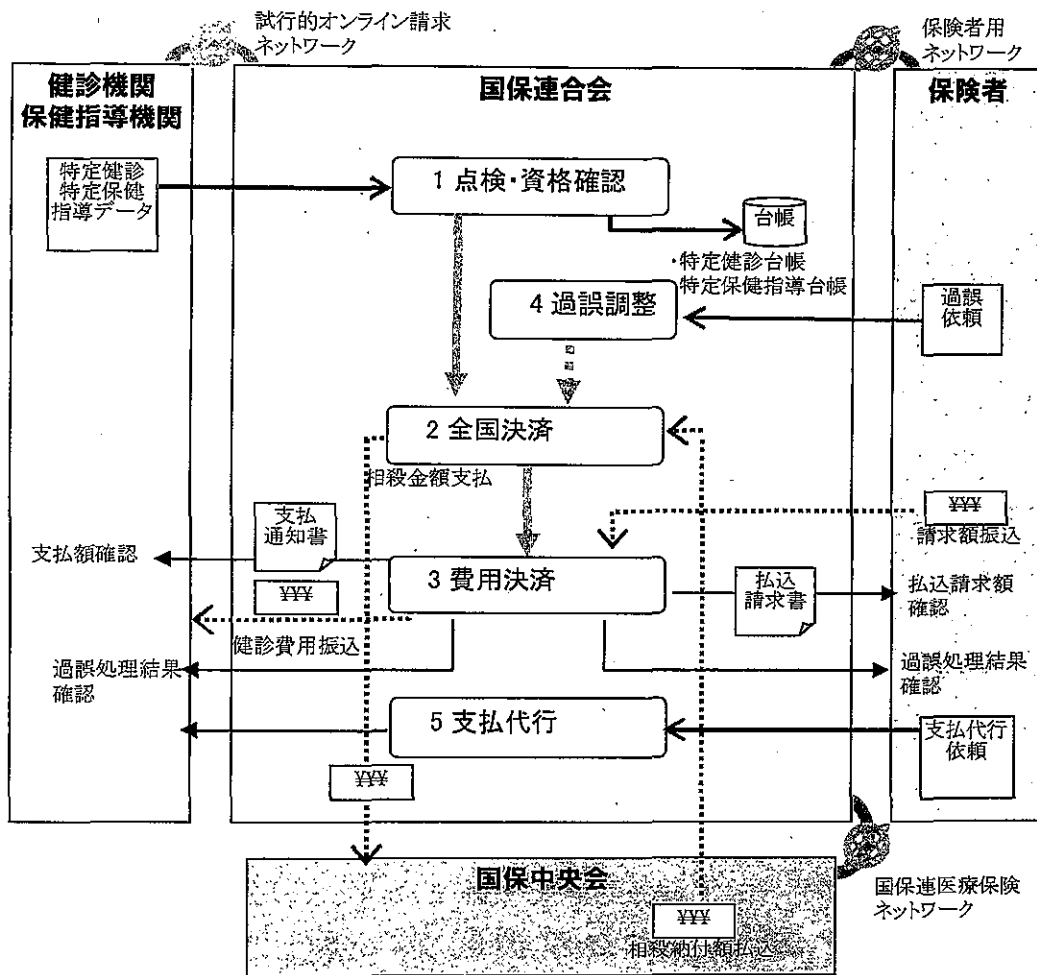 試行的オンライン請求
ネットワーク
保険者用
ネットワーク
健診機関
保健指導機関
国保連合会
保険者
特定健診
特定保健
指導データ
1 点検・資格確認
台帳
・特定健診台帳
・特定保健指導台帳
4 過誤調整
過誤
依頼
2 全国決済
相殺金額支払
支払
通知書
¥¥¥
請求額振込
支払額確認
3 費用決済
払込
請求書
払込請求額
確認
¥¥¥
健診費用振込
過誤処理結果
確認
過誤処理結果
確認
5 支払代行
支払代行
依頼
¥¥¥
国保中央会
¥¥¥
相殺納付額払込
国保連医療保険
ネットワーク